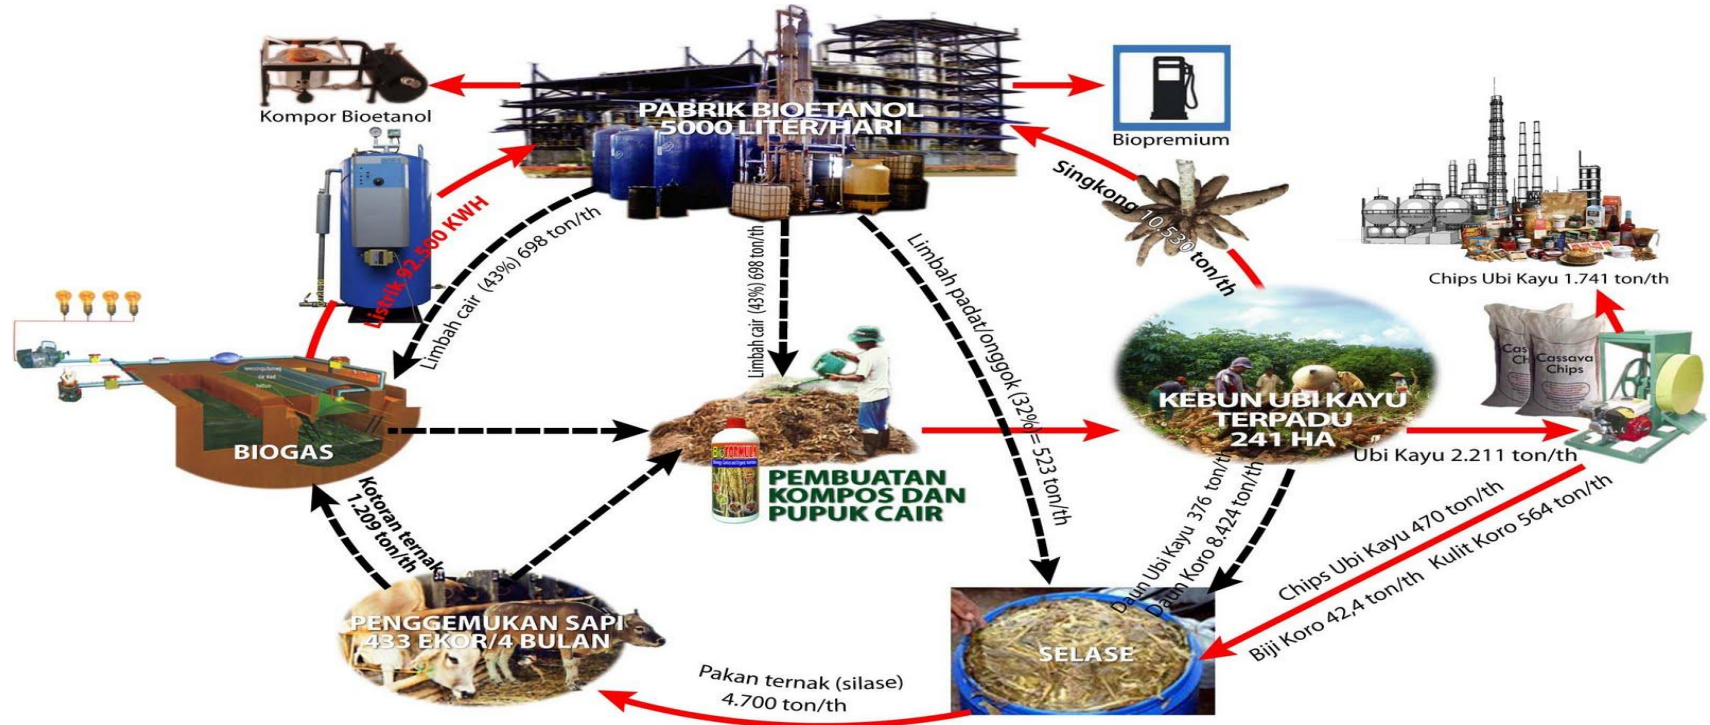 PABRIK BIOETANOL
5000 LITER/HARI
Kompor Bioetanol
Biopremium
Singkong 10.530 ton/th
Chips Ubi Kayu 1.741 ton/th
Listrik 92.500 KWH
Limbah cair (43%) 698 ton/th
Limbah cair (43%) 698 ton/th
Limbah padat/onggok (32%)= 523 ton/th
Cassava
Chips
KEBUN UBI KAYU
TERPADU
241 HA
Ubi Kayu 2.211 ton/th
BIOGAS
PEMBUATAN
KOMPOS DAN
PUPUK CAIR
Kotoran ternak
1.209 ton/th
Daun Ubi Kayu 376 ton/th
Daun Koro 8.424 ton/th
Chips Ubi Kayu 470 ton/th Kulit Koro 564 ton/th
Biji Koro 42,4 ton/th
PENGGEMUKAN SAPI
433 EKOR/4 BULAN
SELASE
Pakan ternak (silase)
4.700 ton/th